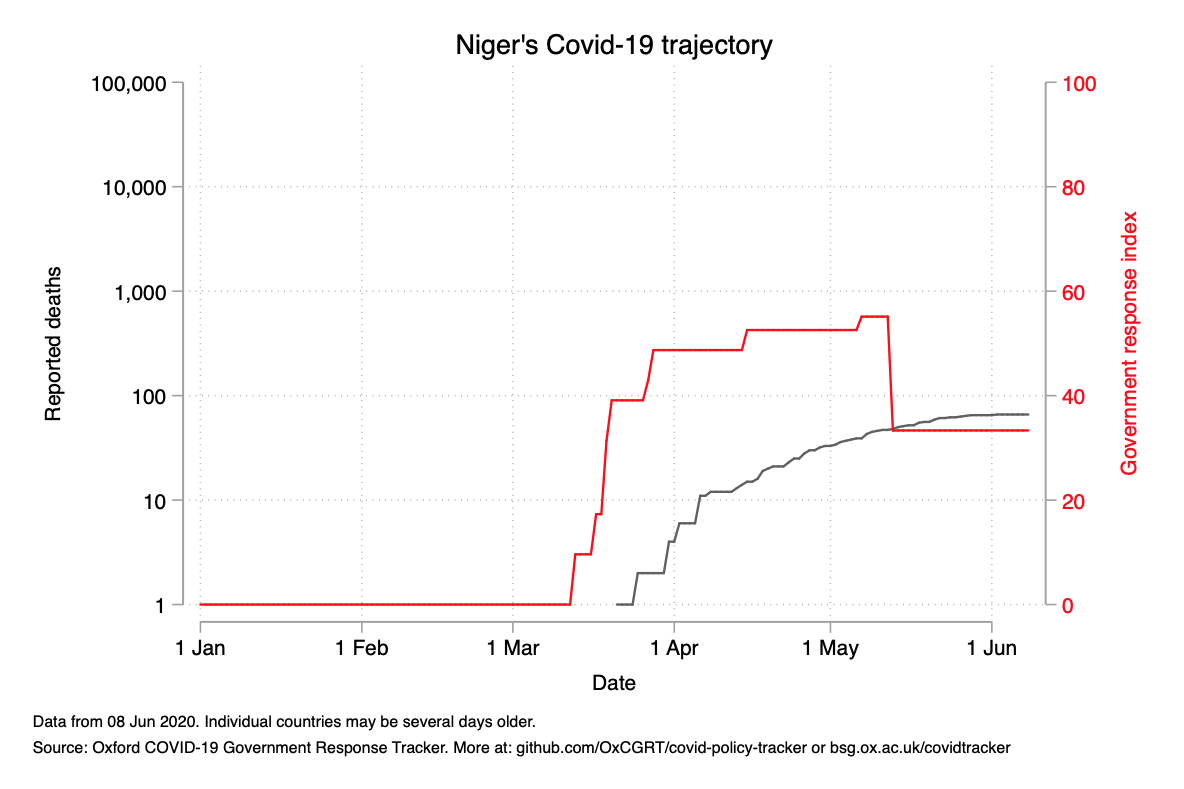 Niger's Covid-19 trajectory
100,000
10,000
1,000
100
10
1
Reported deaths
100
80
60
40
20
0
Government response index
1 Jan
1 Feb
1 Mar
1 Apr
1 May
1 Jun
Date
Data from 08 Jun 2020. Individual countries may be several days older.
Source: Oxford COVID-19 Government Response Tracker. More at: github.com/OxCGRT/covid-policy-tracker or bsg.ox.ac.uk/covidtracker